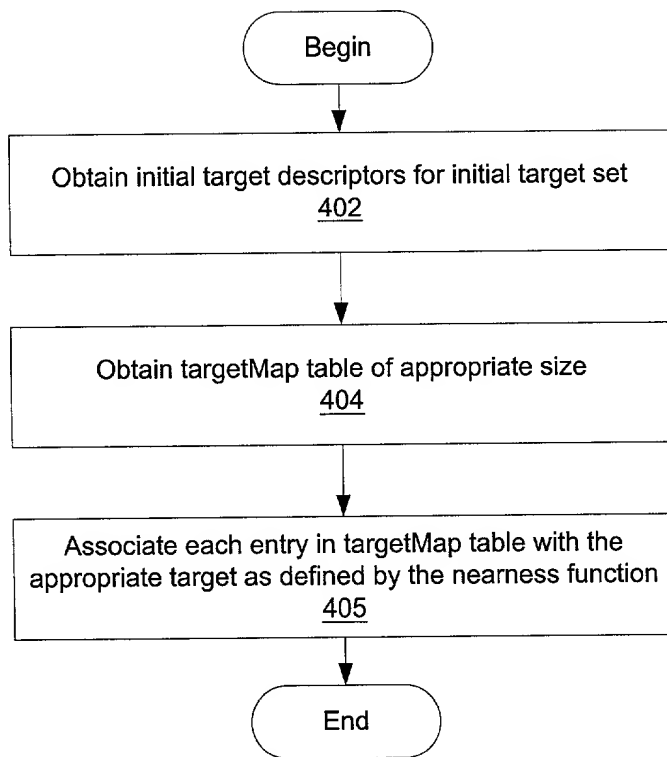 Begin
Obtain initial target descriptors for initial target set
402
Obtain targetMap table of appropriate size
404
Associate each entry in targetMap table with the
appropriate target as defined by the nearness function
405
End